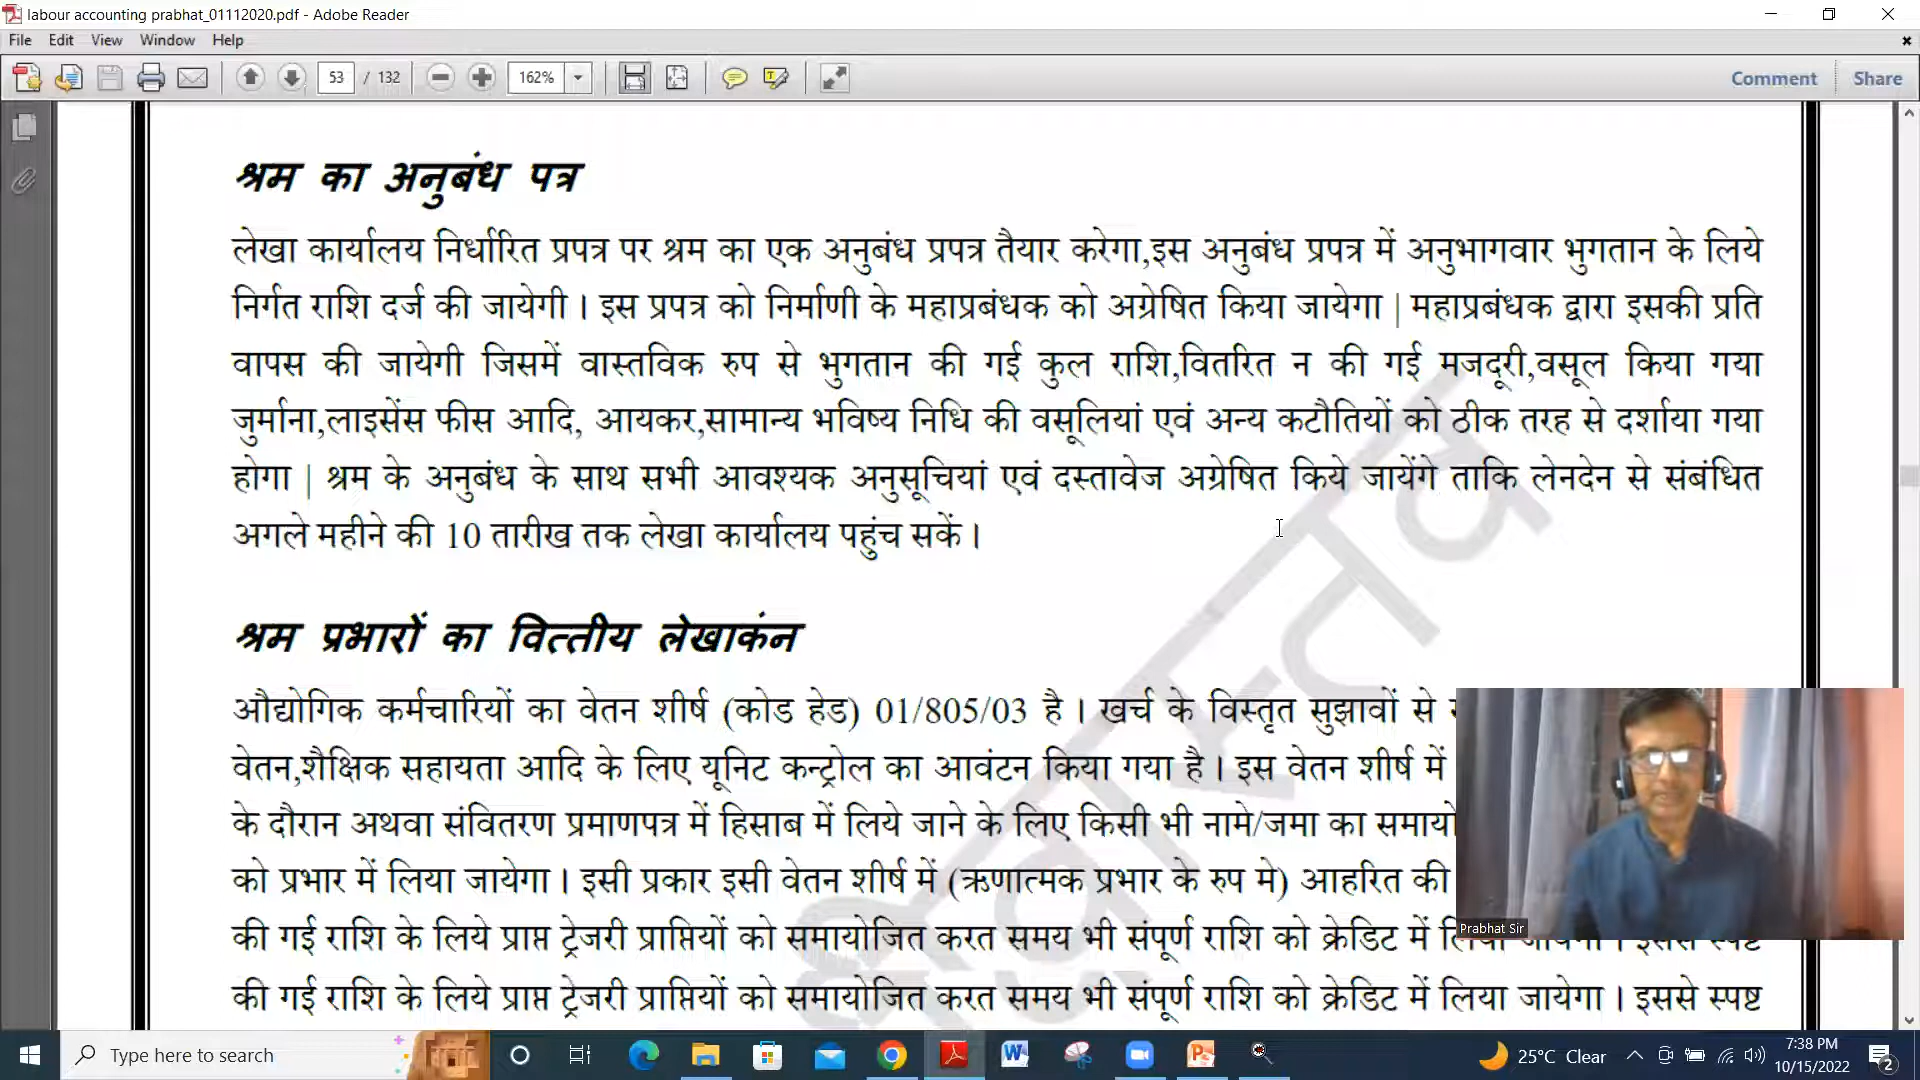 labour accounting prabhat_01112020.pdf - Adobe Reader
File Edit View Window Help
53 / 132 162% Comment Share
श्रम का अनुबंध पत्र
लेखा कार्यालय निर्धारित प्रपत्र पर श्रम का एक अनुबंध प्रपत्र तैयार करेगा,इस अनुबंध प्रपत्र में अनुभागवार भुगतान के लिये
निर्गत राशि दर्ज की जायेगी । इस प्रपत्र को निर्माणी के महाप्रबंधक को अग्रेषित किया जायेगा | महाप्रबंधक द्वारा इसकी प्रति
वापस की जायेगी जिसमें वास्तविक रुप से भुगतान की गई कुल राशि,वितरित न की गई मजदूरी,वसूल किया गया
जुर्माना,लाइसेंस फीस आदि, आयकर,सामान्य भविष्य निधि की वसूलियां एवं अन्य कटौतियों को ठीक तरह से दर्शाया गया
होगा | श्रम के अनुबंध के साथ सभी आवश्यक अनुसूचियां एवं दस्तावेज अग्रेषित किये जायेंगे ताकि लेनदेन से संबंधित
अगले महीने की 10 तारीख तक लेखा कार्यालय पहुंच सकें ।
श्रम प्रभारों का वित्तीय लेखाकंन
औद्योगिक कर्मचारियों का वेतन शीर्ष (कोड हेड) 01/805/03 है । खर्च के विस्तृत सुझावों से
वेतन,शैक्षिक सहायता आदि के लिए यूनिट कन्ट्रोल का आवंटन किया गया है । इस वेतन शीर्ष में
के दौरान अथवा संवितरण प्रमाणपत्र में हिसाब में लिये जाने के लिए किसी भी नामे/जमा का
को प्रभार में लिया जायेगा । इसी प्रकार इसी वेतन शीर्ष में (ऋणात्मक प्रभार के रुप मे) आहरित की
की गई राशि के लिये प्राप्त ट्रेजरी प्राप्तियों को समायोजित करत समय भी संपूर्ण राशि को क्रेडिट में
की गई राशि के लिये प्राप्त ट्रेजरी प्राप्तियों को समायोजित करत समय भी संपूर्ण राशि को क्रेडिट में लिया जायेगा । इससे स्पष्ट
Prabhat Sir
Type here to search
25°C Clear
7:38 PM
10/15/2022
2